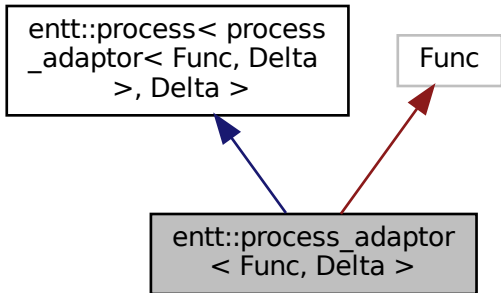 entt::process< process
_adaptor< Func, Delta
>, Delta >
Func
entt::process_adaptor
< Func, Delta >